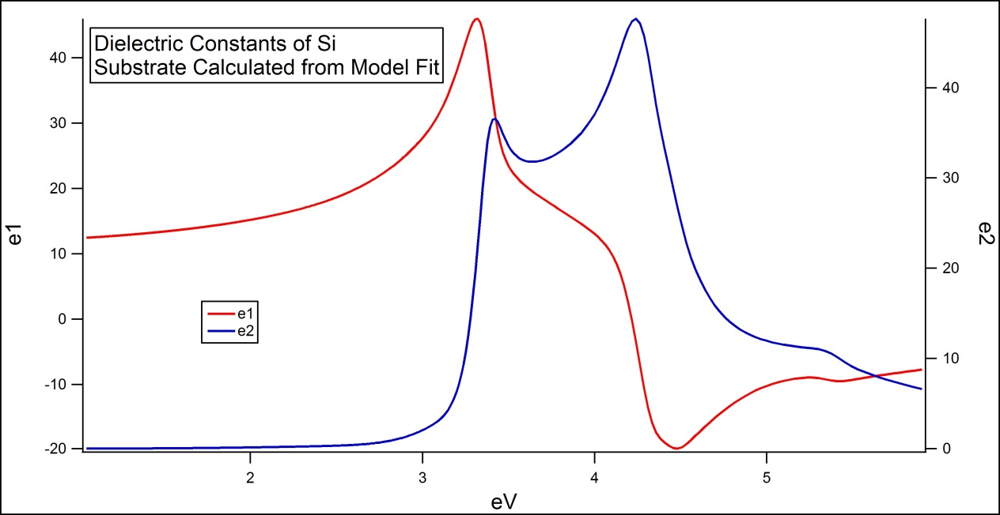 Dielectric Constants of Si
Substrate Calculated from Model Fit
40
30
20
10
0
-10
-20
e1
e1
e2
40
30
20
10
0
e2
2
3
4
5
eV